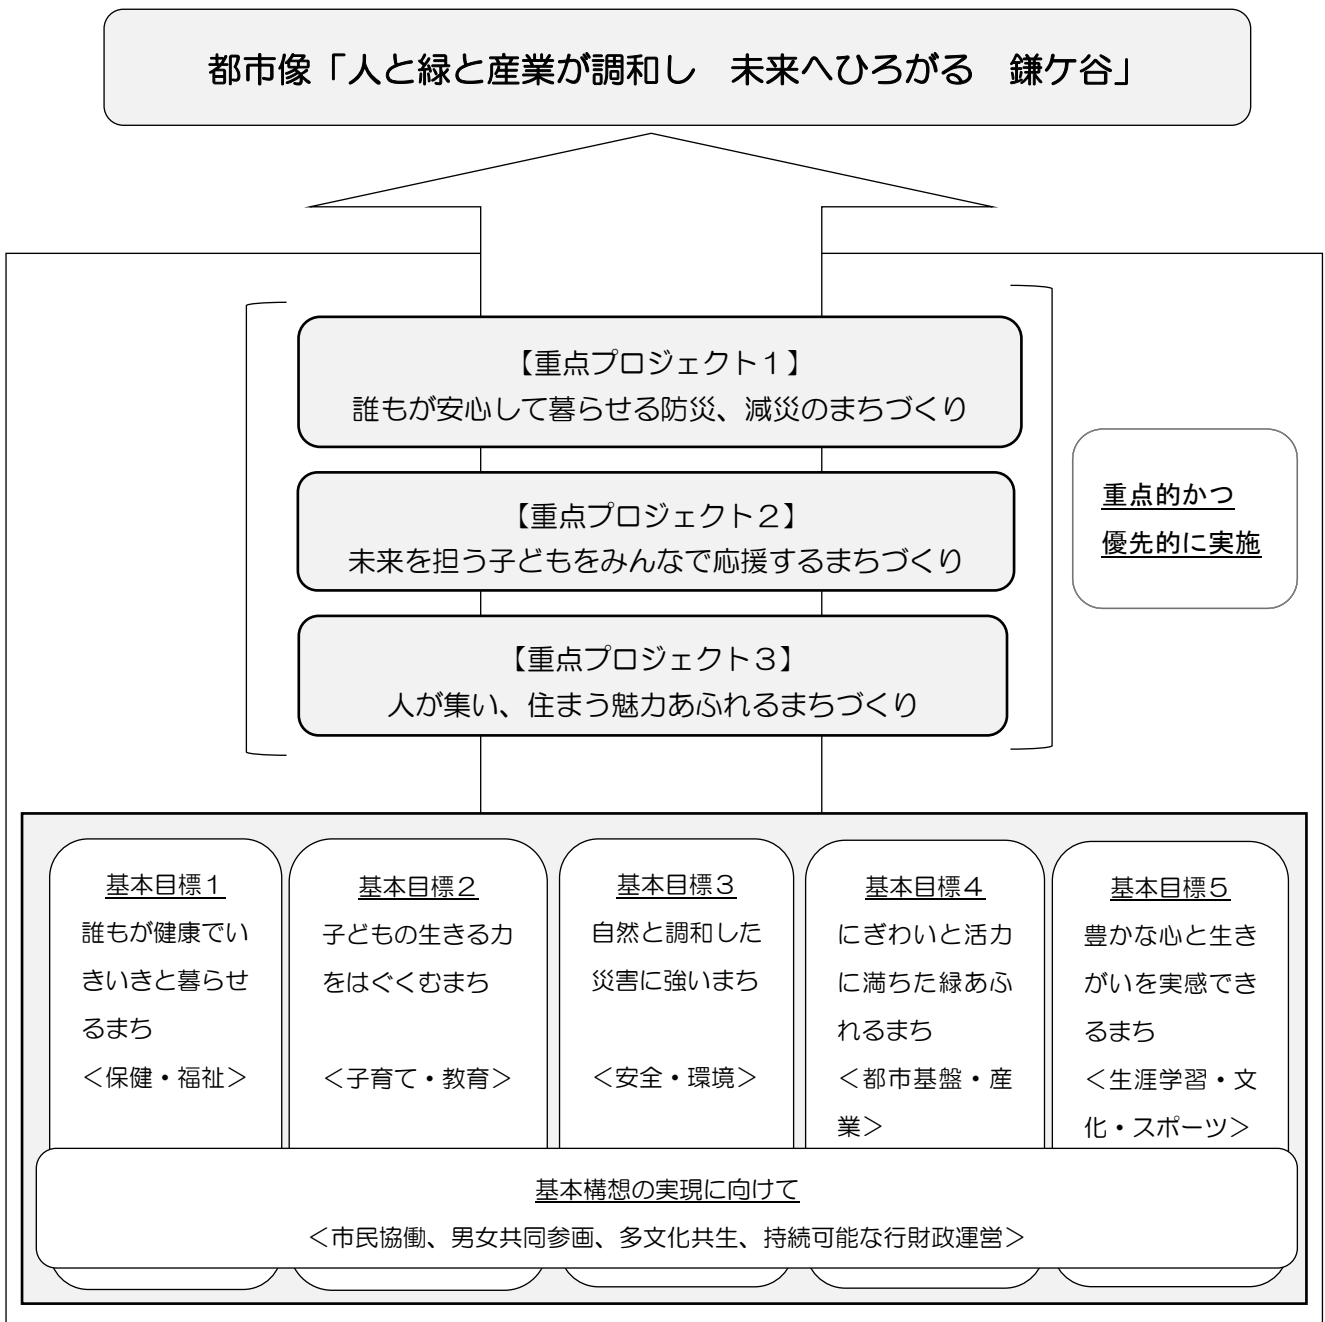 都市像「人と緑と産業が調和し　未来へひろがる　鎌ケ谷」
【重点プロジェクト１】
誰もが安心して暮らせる防災、減災のまちづくり
【重点プロジェクト２】
未来を担う子どもをみんなで応援するまちづくり
【重点プロジェクト３】
人が集い、住まう魅力あふれるまちづくり
重点的かつ
優先的に実施
基本目標１
誰もが健康でい
きいきと暮らせ
るまち
＜保健・福祉＞
基本目標２
子どもの生きる力
をはぐくむまち
＜子育て・教育＞
基本目標３
自然と調和した
災害に強いまち
＜安全・環境＞
基本目標４
にぎわいと活力
に満ちた緑あふ
れるまち
＜都市基盤・産
業＞
基本目標５
豊かな心と生き
がいを実感でき
るまち
＜生涯学習・文
化・スポーツ＞
基本構想の実現に向けて
＜市民協働、男女共同参画、多文化共生、持続可能な行財政運営＞